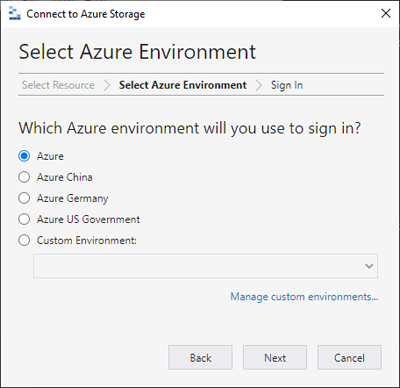 Connect to Azure Storage
Select Azure Environment
Select Resource > Select Azure Environment > Sign In
Which Azure environment will you use to sign in?
Azure
Azure China
Azure Germany
Azure US Government
Custom Environment:
Manage custom environments...
Back Next Cancel